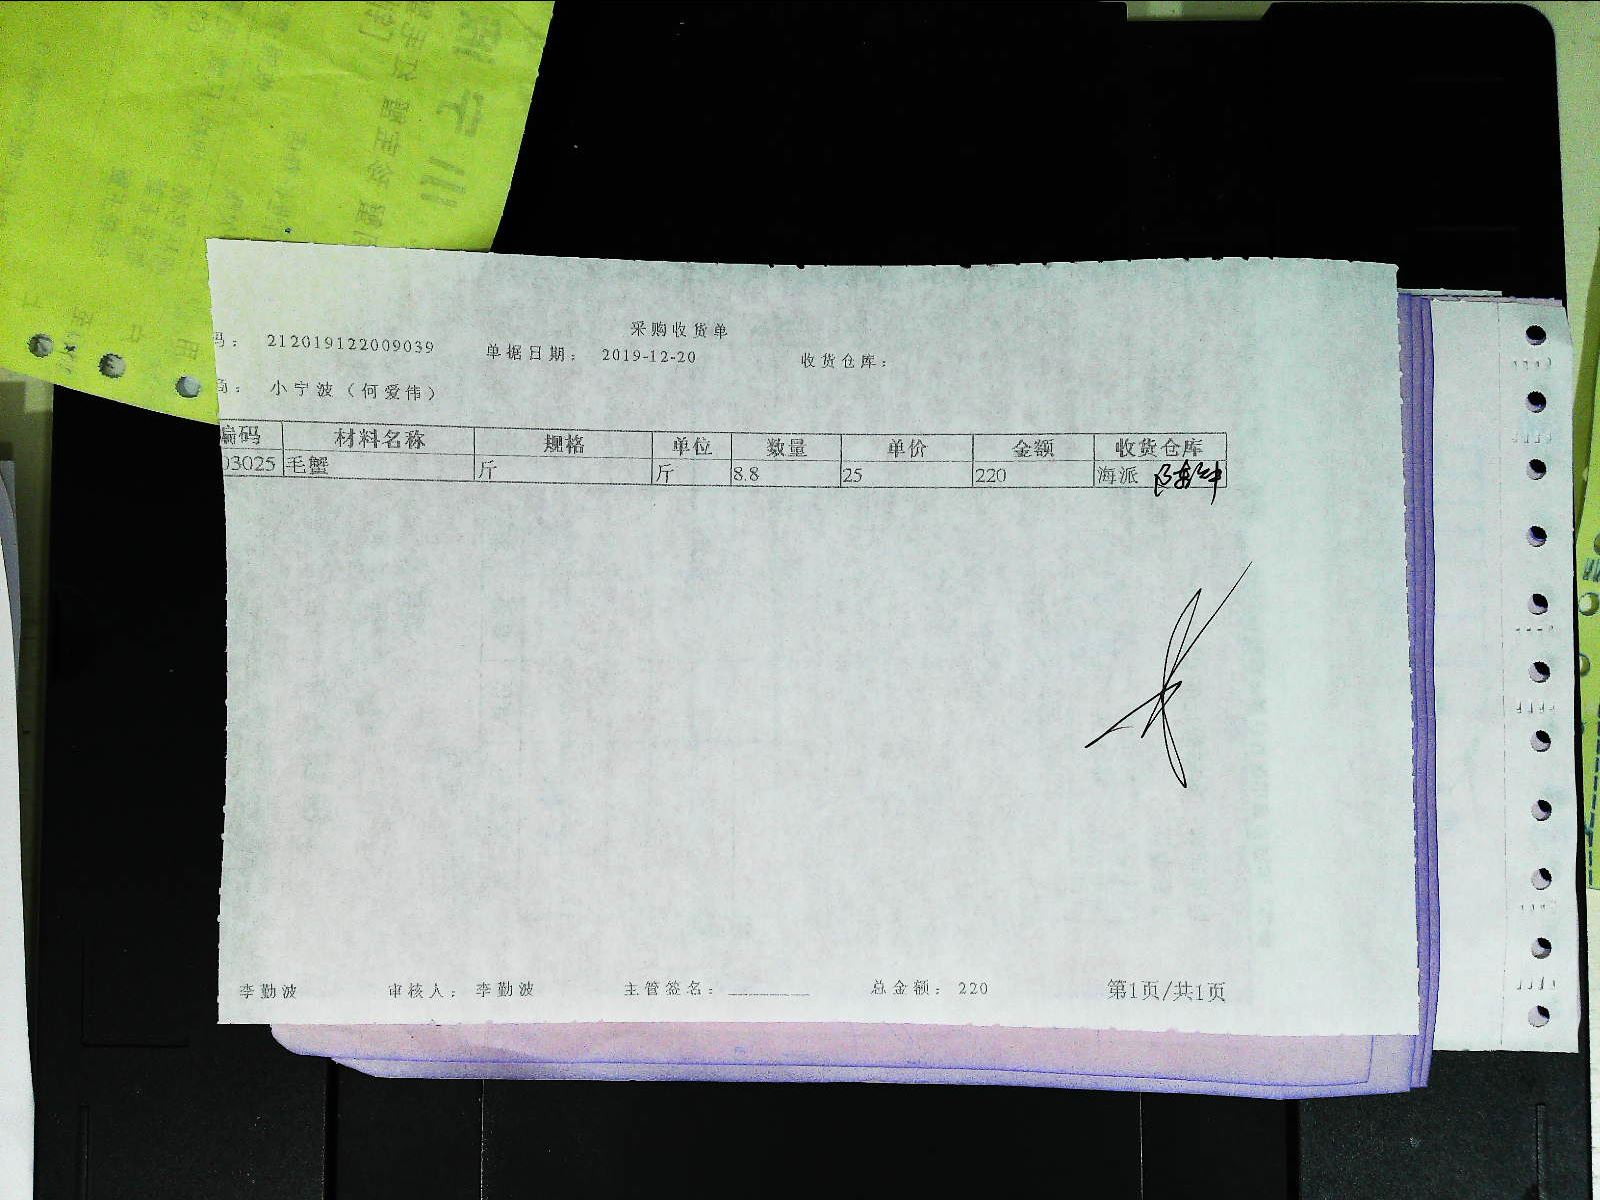 采购收货单
码: 212019122009039 单据日期: 2019-12-20 收货仓库:
商: 小宁波(何爱伟)
编码 材料名称 规格 单位 数量 单价 金额 收货仓库
03025 毛蟹 斤 斤 8.8 25 220 海派
李勤波 审核人: 李勤波 主管签名: 总金额: 220 第1页/共1页